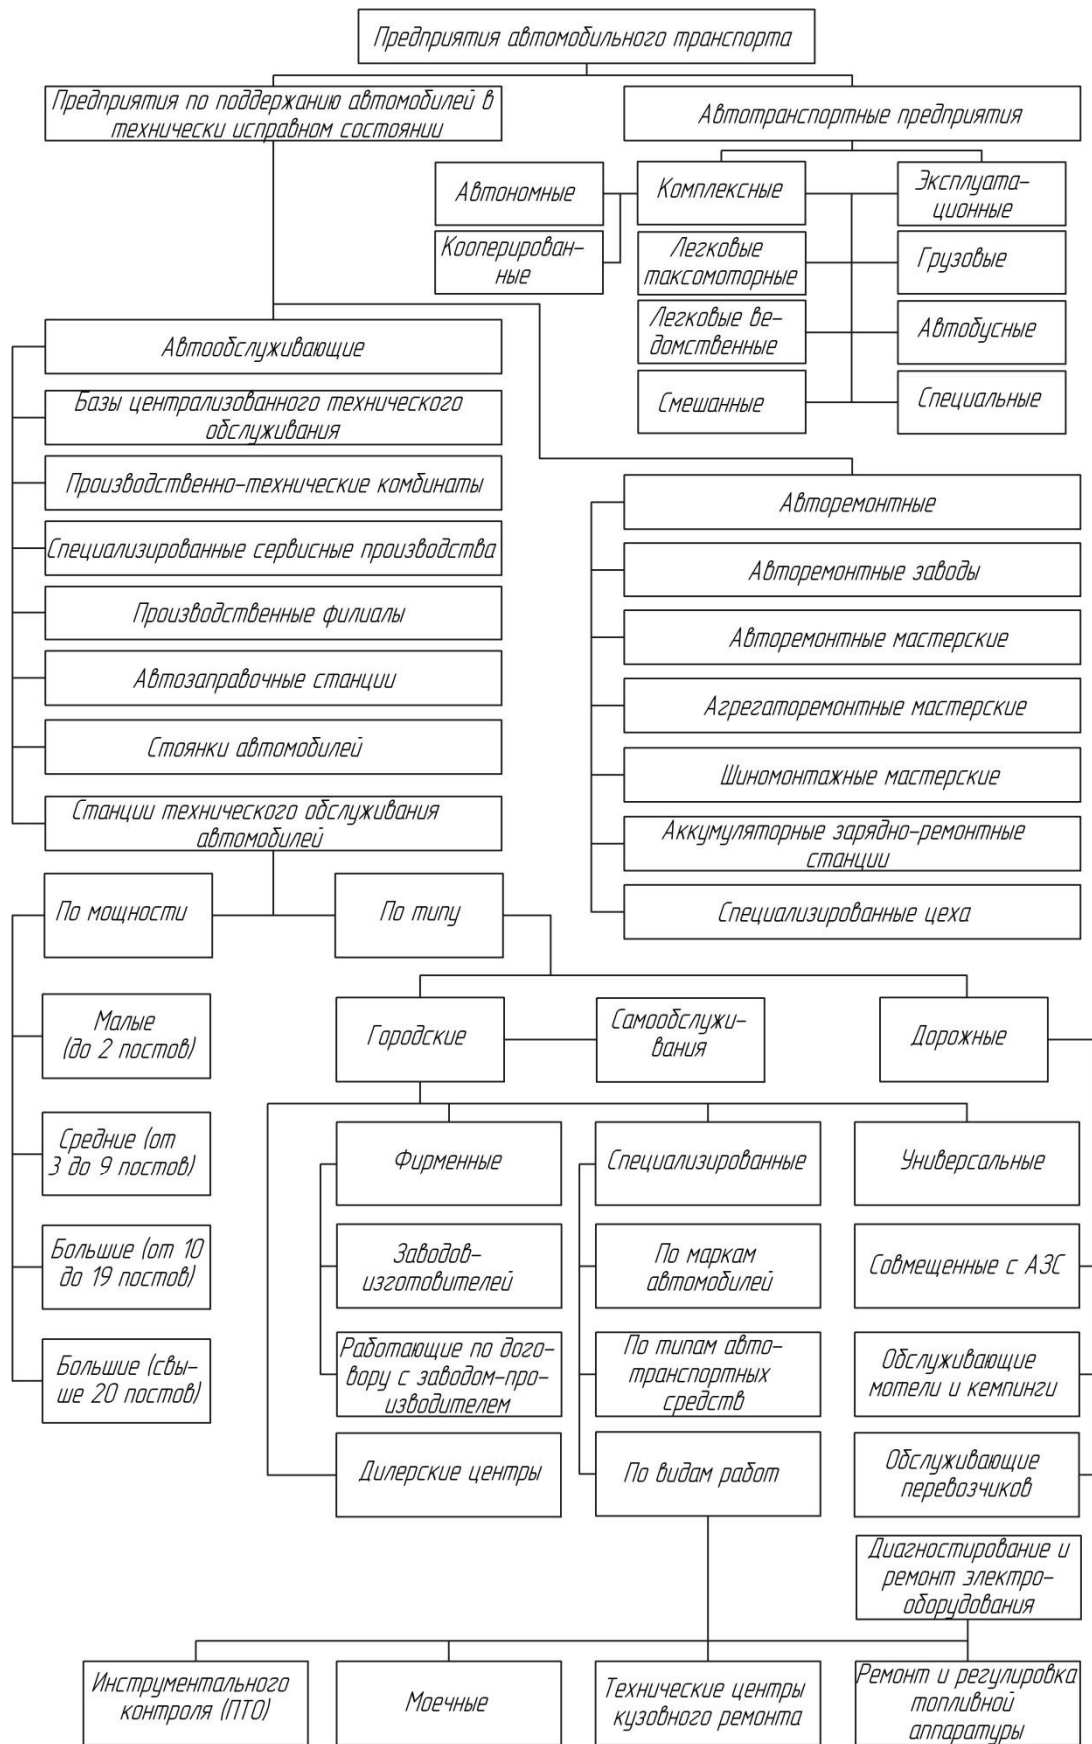 Предприятия автомобильного транспорта
Предприятия по поддержанию автомобилей в
технически исправном состоянии
Автотранспортные предприятия
Автономные
Комплексные
Эксплуата-
ционные
Кооперирован-
ные
Легковые
таксомоторные
Грузовые
Легковые ве-
домственные
Автобусные
Смешанные
Специальные
Автообслуживающие
Базы централизованного технического
обслуживания
Производственно-технические комбинаты
Специализированные сервисные производства
Производственные филиалы
Автозаправочные станции
Стоянки автомобилей
Станции технического обслуживания
автомобилей
Авторемонтные
Авторемонтные заводы
Авторемонтные мастерские
Агрегаторемонтные мастерские
Шиномонтажные мастерские
Аккумуляторные зарядно-ремонтные
станции
Специализированные цеха
По мощности
По типу
Малые
(до 2 постов)
Средние (от
3 до 9 постов)
Большие (от 10
до 19 постов)
Большие (свы-
ше 20 постов)
Городские
Самообслужи-
вания
Дорожные
Фирменные
Специализированные
Универсальные
Заводов-
изготовителей
По маркам
автомобилей
Совмещенные с АЗС
Работающие по дого-
вору с заводом-про-
изводителем
По типам авто-
транспортных
средств
Обслуживающие
мотели и кемпинги
Дилерские центры
По видам работ
Обслуживающие
перевозчиков
Диагностирование и
ремонт электро-
оборудования
Инструментального
контроля (ПТО)
Моечные
Технические центры
кузовного ремонта
Ремонт и регулировка
топливной
аппаратуры